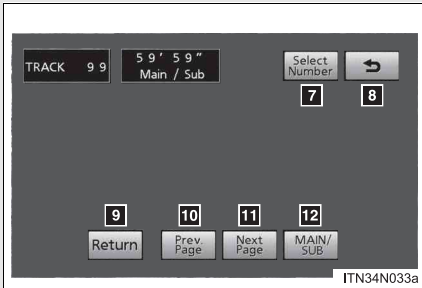 TRACK 99
59' 59"
Main / Sub
Select
Number
7
8
9
10
11
12
Return
Prev.
Page
Next
Page
MAIN/
SUB
ITN34N033a